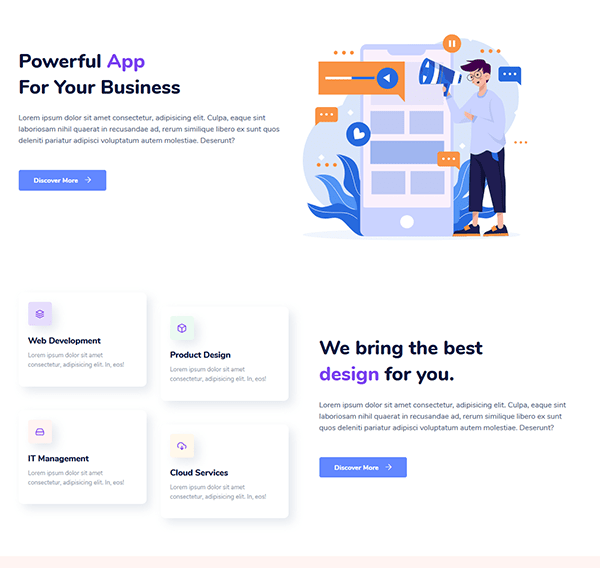 Powerful App
For Your Business
Lorem ipsum dolor sit amet consectetur, adipisicing elit. Culpa, eaque sint
laboriosam nihil quaerat in recusandae ad, rerum similique libero ex sunt quos
deleniti pariatur adipisci voluptatum autem molestiae. Deserunt?
Discover More
Web Development
Lorem ipsum dolor sit amet
consectetur, adipisicing elit. In, eos!
Product Design
Lorem ipsum dolor sit amet
consectetur, adipisicing elit. In, eos!
IT Management
Lorem ipsum dolor sit amet
consectetur, adipisicing elit. In, eos!
Cloud Services
Lorem ipsum dolor sit amet
consectetur, adipisicing elit. In, eos!
We bring the best
design for you.
Lorem ipsum dolor sit amet consectetur, adipisicing elit. Culpa, eaque sint
laboriosam nihil quaerat in recusandae ad, rerum similique libero ex sunt
quos deleniti pariatur adipisci voluptatum autem molestiae. Deserunt?
Discover More